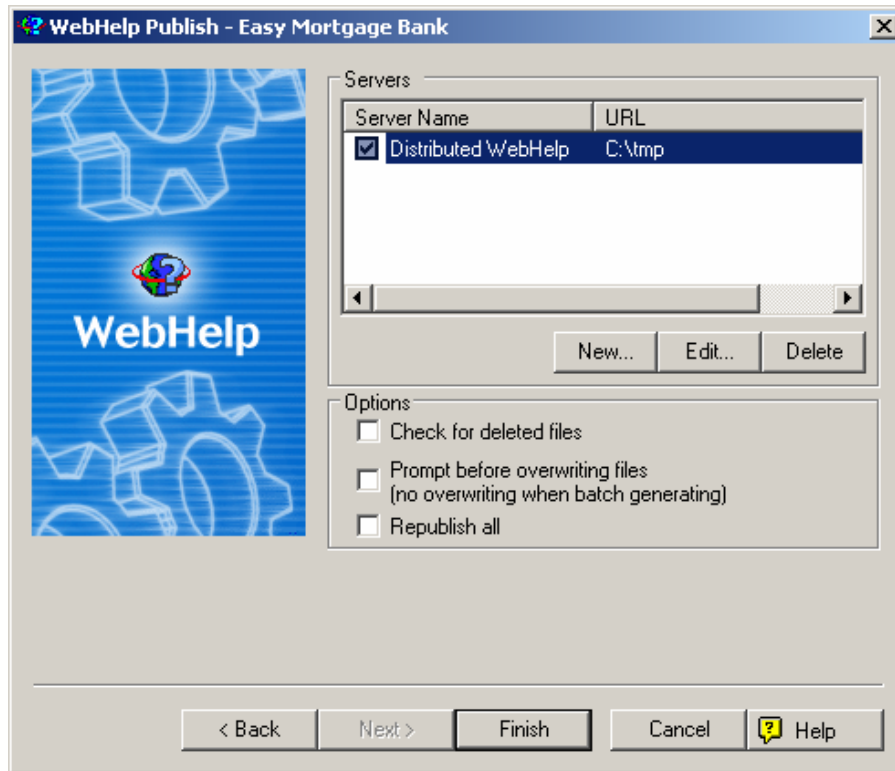 WebHelp Publish - Easy Mortgage Bank
WebHelp
Servers
Server Name URL
Distributed WebHelp C:\tmp
New... Edit... Delete
Options
Check for deleted files
Prompt before overwriting files
(no overwriting when batch generating)
Republish all
< Back Next > Finish Cancel Help